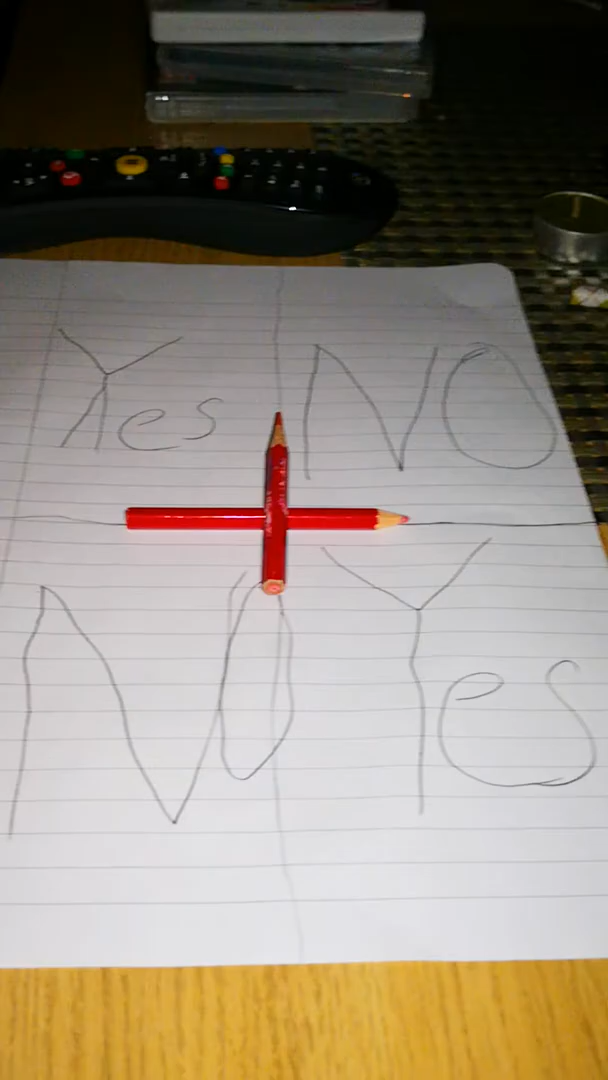 Yes NO
NO Yes